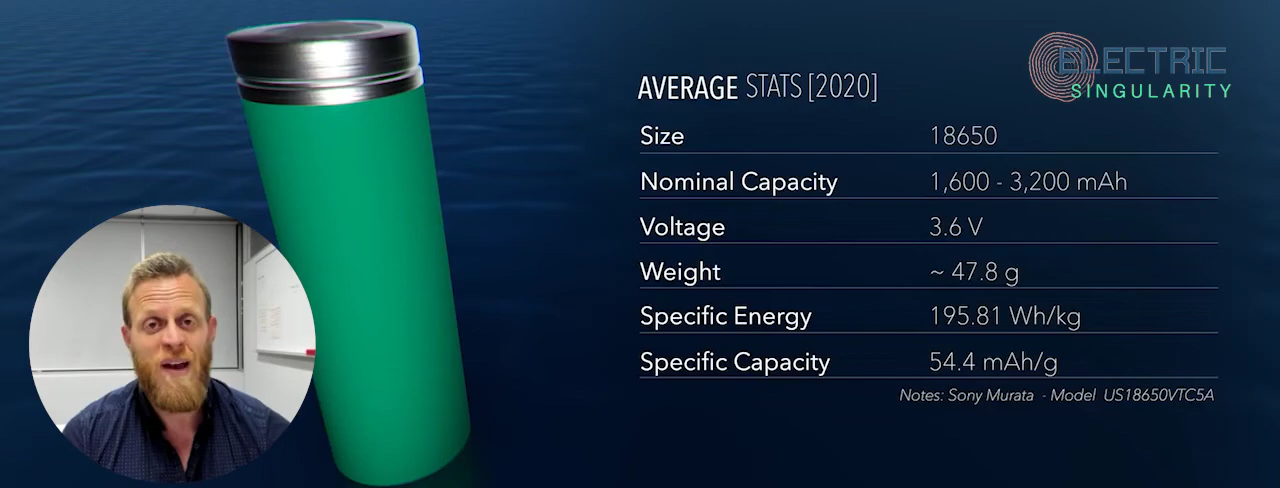 ELECTRIC
SINGULARITY
AVERAGE STATS [2020]
Size 18650
Nominal Capacity 1,600 - 3,200 mAh
Voltage 3.6 V
Weight ~ 47.8 g
Specific Energy 195.81 Wh/kg
Specific Capacity 54.4 mAh/g
Notes: Sony Murata - Model US18650VTC5A